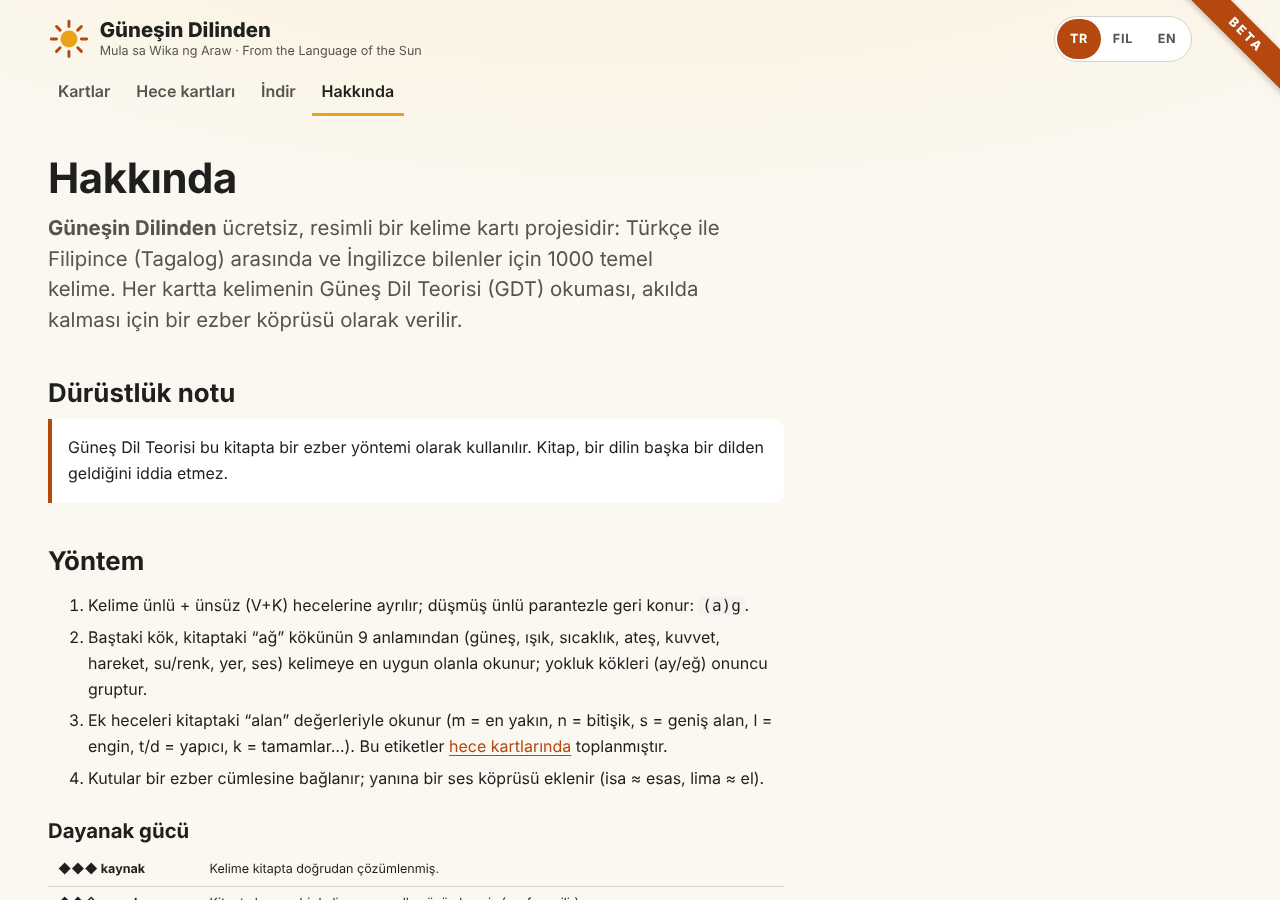 Güneşin Dilinden
Mula sa Wika ng Araw · From the Language of the Sun
TR FIL EN
BETA
Kartlar Hece kartları İndir Hakkında
Hakkında
Güneşin Dilinden ücretsiz, resimli bir kelime kartı projesidir: Türkçe ile
Filipince (Tagalog) arasında ve İngilizce bilenler için 1000 temel
kelime. Her kartta kelimenin Güneş Dil Teorisi (GDT) okuması, akılda
kalması için bir ezber köprüsü olarak verilir.
Dürüstlük notu
Güneş Dil Teorisi bu kitapta bir ezber yöntemi olarak kullanılır. Kitap, bir dilin başka bir dilden
geldiğini iddia etmez.
Yöntem
1. Kelime ünlü + ünsüz (V+K) hecelerine ayrılır; düşmüş ünlü parantezle geri konur: (a)g.
2. Baştaki kök, kitaptaki “ağ” kökünün 9 anlamından (güneş, ışık, sıcaklık, ateş, kuvvet,
hareket, su/renk, yer, ses) kelimeye en uygun olanla okunur; yokluk kökleri (ay/eğ) onuncu
gruptur.
3. Ek heceleri kitaptaki “alan” değerleriyle okunur (m = en yakın, n = bitişik, s = geniş alan, l =
engin, t/d = yapıcı, k = tamamlar…). Bu etiketler hece kartlarında toplanmıştır.
4. Kutular bir ezber cümlesine bağlanır; yanına bir ses köprüsü eklenir (isa ≈ esas, lima ≈ el).
Dayanak gücü
◆◆◆ kaynak Kelime kitapta doğrudan çözümlenmiş.